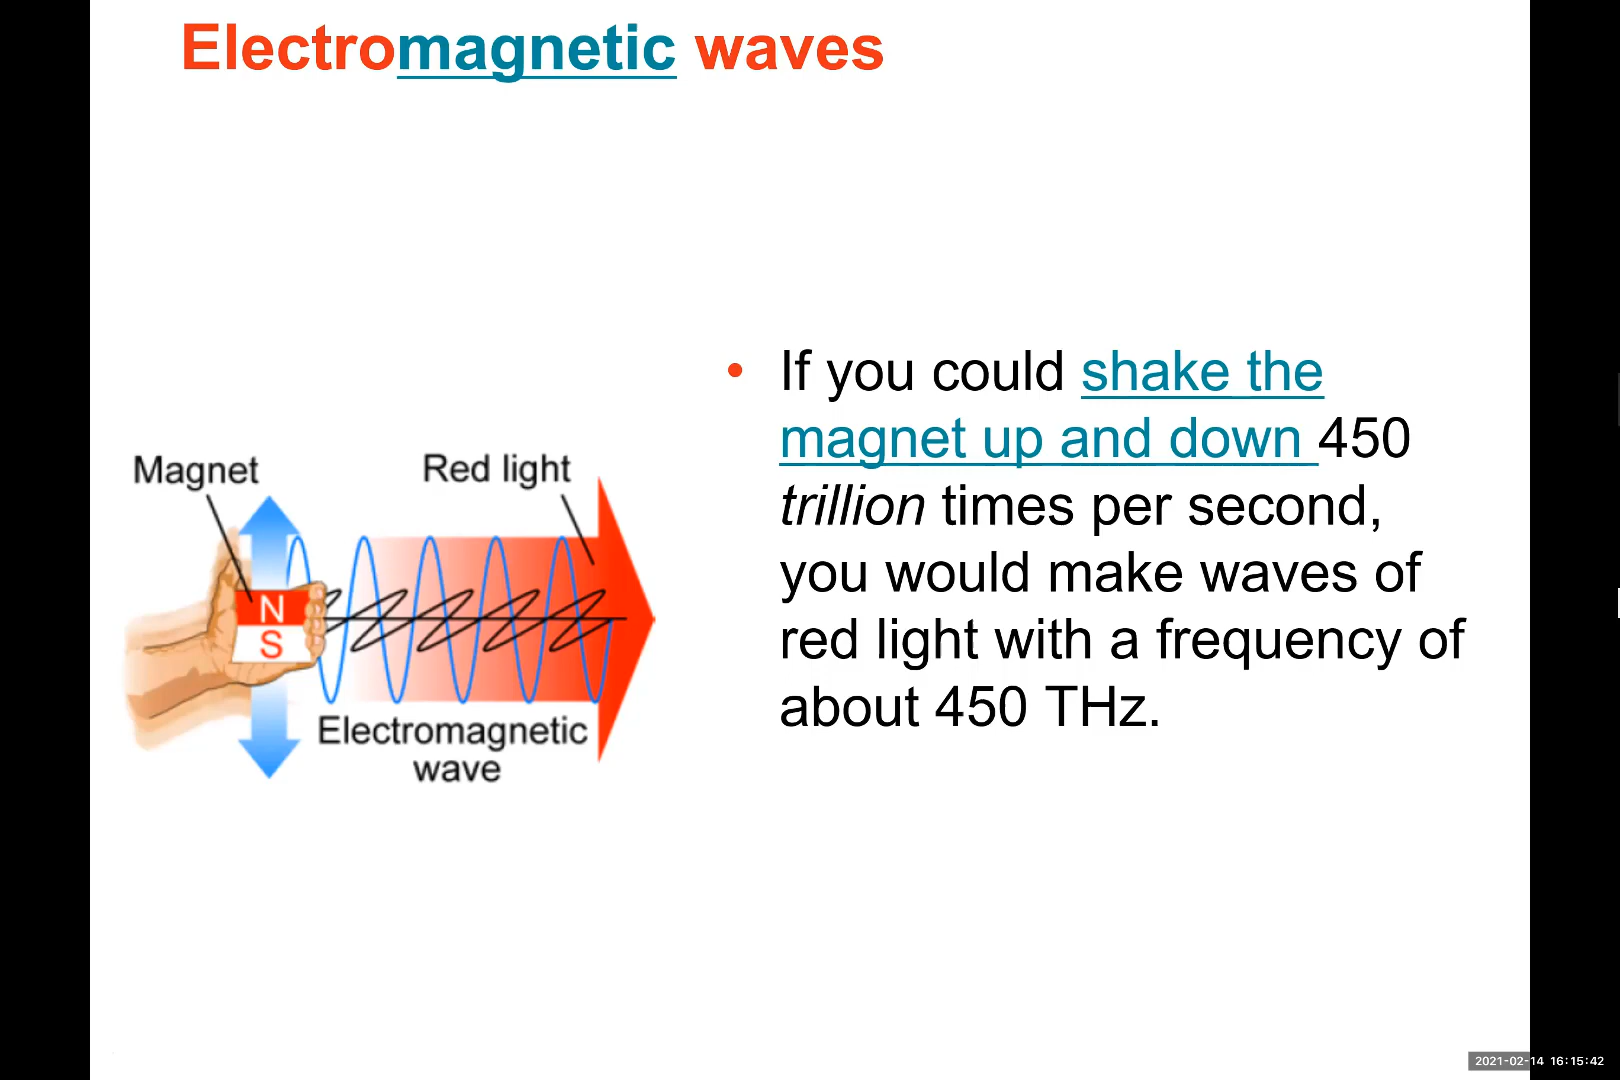 Electromagnetic waves
• If you could shake the
magnet up and down 450
trillion times per second,
you would make waves of
red light with a frequency of
about 450 THz.
Magnet
Red light
N
S
Electromagnetic
wave
2021-02-14 16:15:42